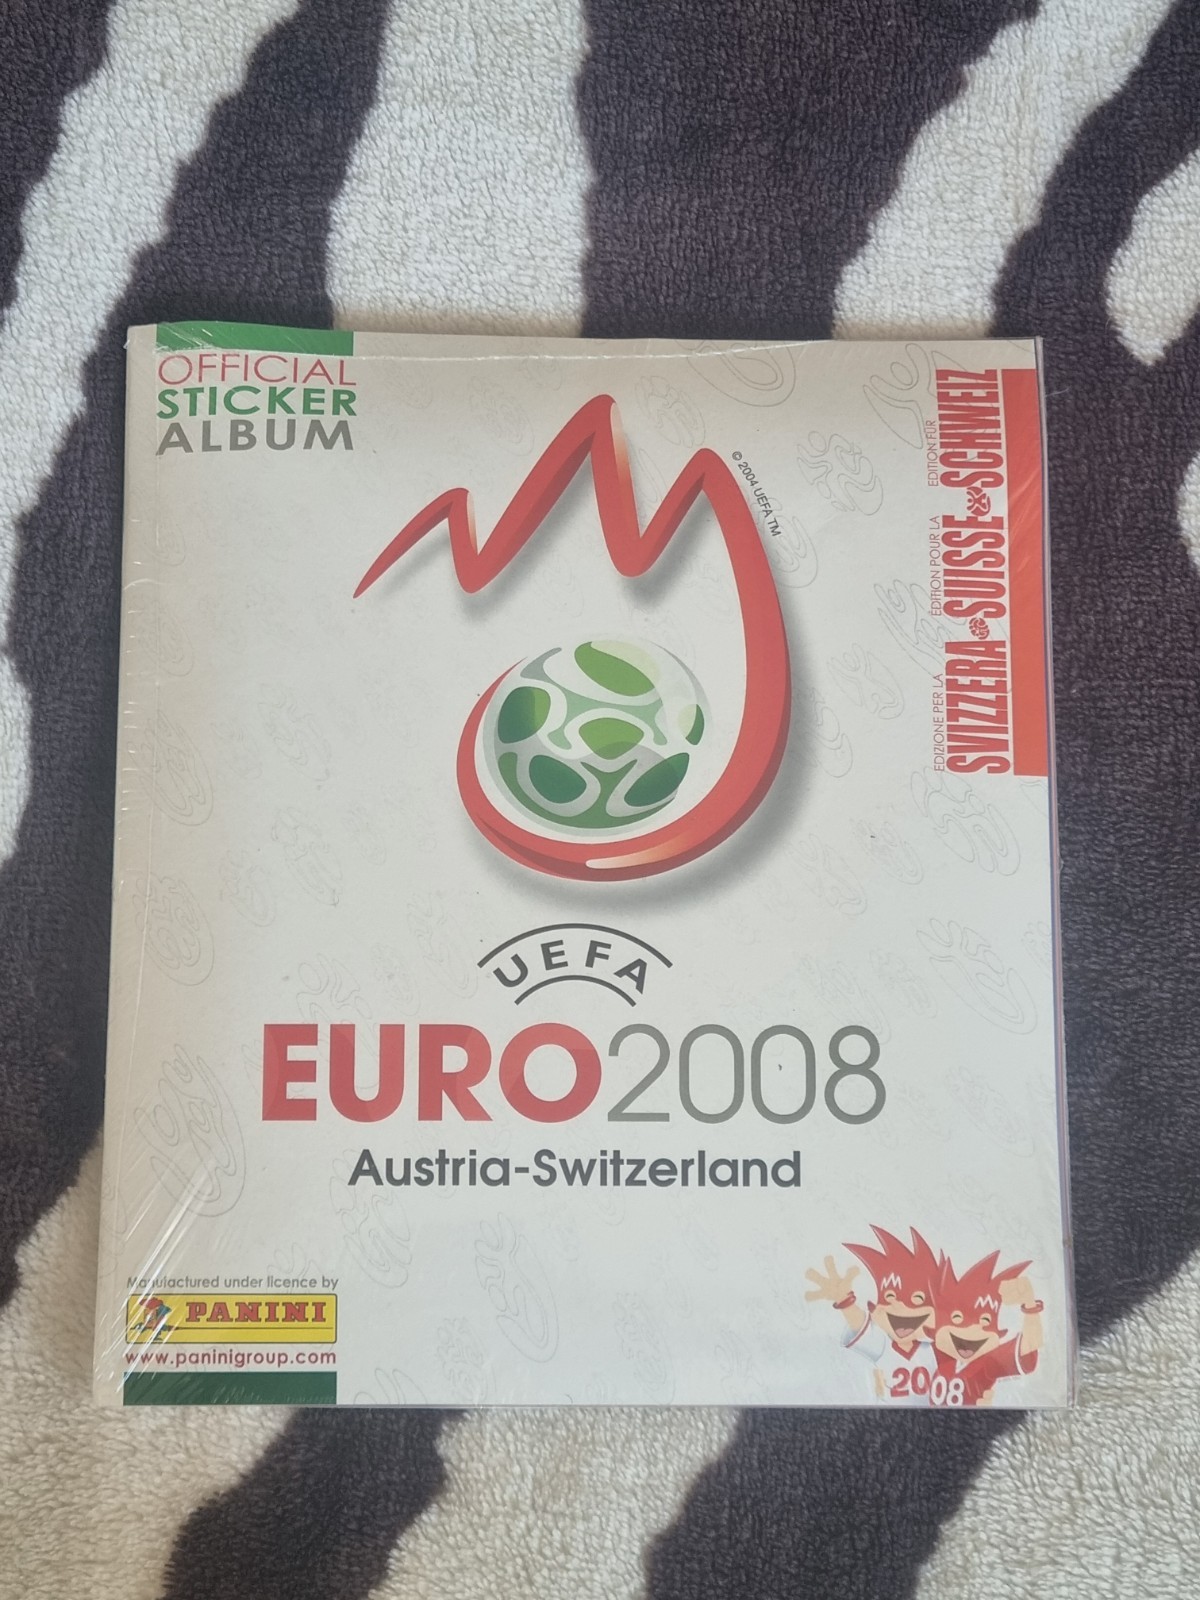 OFFICIAL
STICKER
ALBUM
© 2004 UEFA TM
EDIZIONE PER LA
SVIZZERA
EDITION POUR LA
SUISSE
EDITION FÜR
SCHWEIZ
UEFA
EURO2008
Austria-Switzerland
Manufactured under licence by
PANINI
www.paninigroup.com
2008